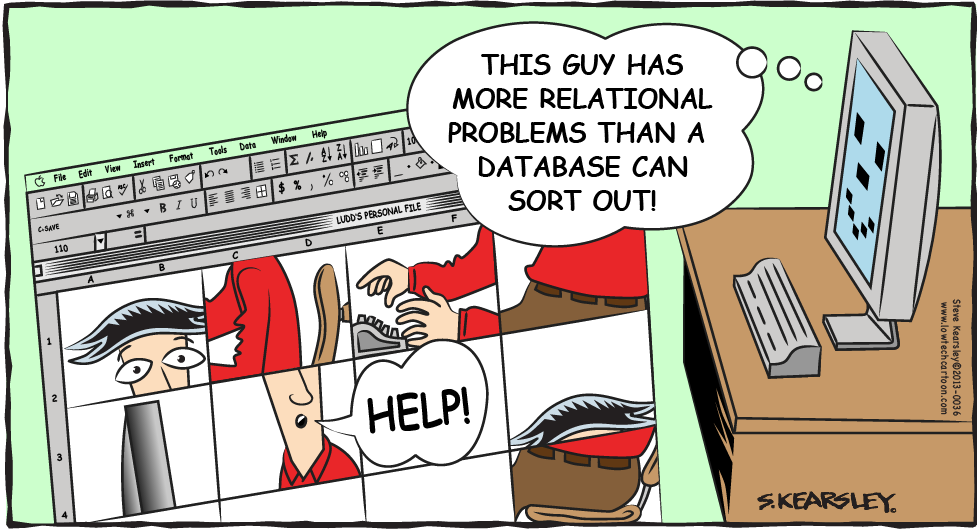 THIS GUY HAS
MORE RELATIONAL
PROBLEMS THAN A
DATABASE CAN
SORT OUT!
File Edit View Insert Format Tools Data Window Help
Σ
10
B I U
$ % ,
C-SAVE
110
=
LUDD'S PERSONAL FILE
A B C D E F
1
2
3
4
HELP!
Steve Kearsley©2013-0036
www.lowtechcartoon.com
S.KEARSLEY.